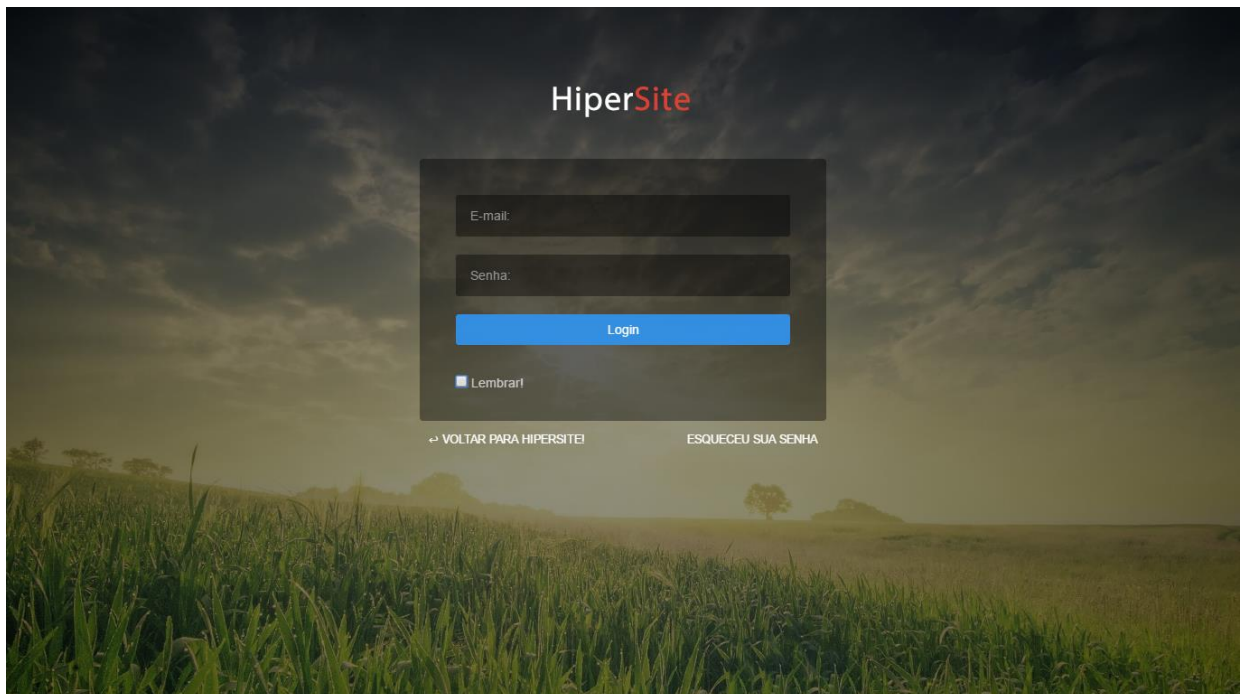 HiperSite
E-mail:
Senha:
Login
Lembrar!
↩ VOLTAR PARA HIPERSITE! ESQUECEU SUA SENHA